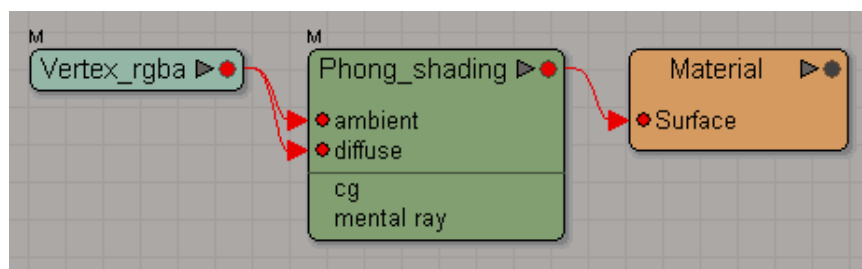 M
Vertex_rgba
M
Phong_shading
ambient
diffuse
cg
mental ray
Material
Surface